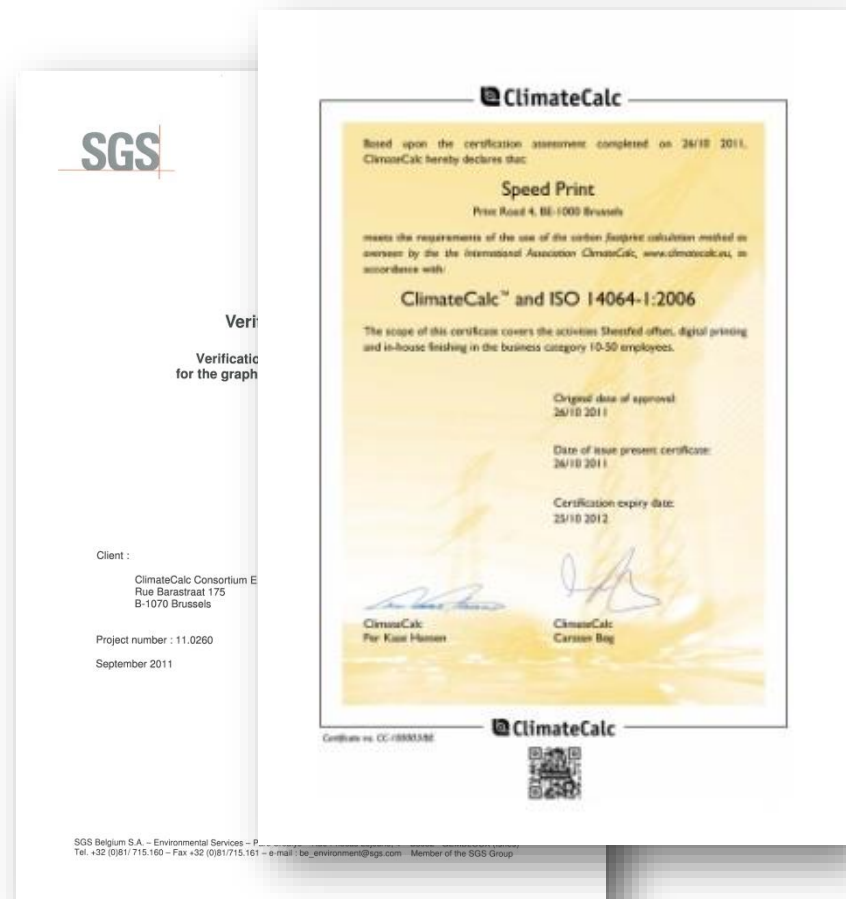 SGS
Verif
Verificatio
for the graph
Client :
ClimateCalc Consortium E
Rue Barastraat 175
B-1070 Brussels
Project number : 11.0260
September 2011
SGS Belgium S.A. – Environmental Services – P
Tel. +32 (0)81/ 715.160 – Fax +32 (0)81/715.161 – e-mail : be_environment@sgs.com Member of the SGS Group
ClimateCalc
Based upon the certification assessment completed on 26/10 2011,
ClimateCalc hereby declares that:
Speed Print
Print Road 4, BE-1000 Brussels
meets the requirements of the use of the carbon footprint calculation method as
overseen by the the International Association ClimateCalc, www.climatecalc.eu, in
accordance with:
ClimateCalc™ and ISO 14064-1:2006
The scope of this certificate covers the activities Sheetfed offset, digital printing
and in-house finishing in the business category 10-50 employees.
Original date of approval:
26/10 2011
Date of issue present certificate:
26/10 2011
Certification expiry date:
25/10 2012
ClimateCalc
Per Kaae Hansen
ClimateCalc
Carsten Bøg
ClimateCalc
Certificate no. CC-000003/BE